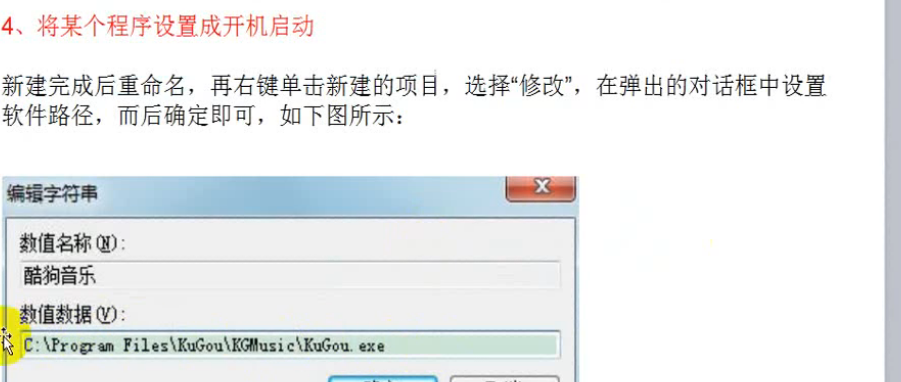 4、将某个程序设置成开机启动
新建完成后重命名，再右键单击新建的项目，选择“修改”，在弹出的对话框中设置
软件路径，而后确定即可，如下图所示：
编辑字符串
数值名称(N)：
酷狗音乐
数值数据(V)：
C:\Program Files\KuGou\KGMusic\KuGou.exe